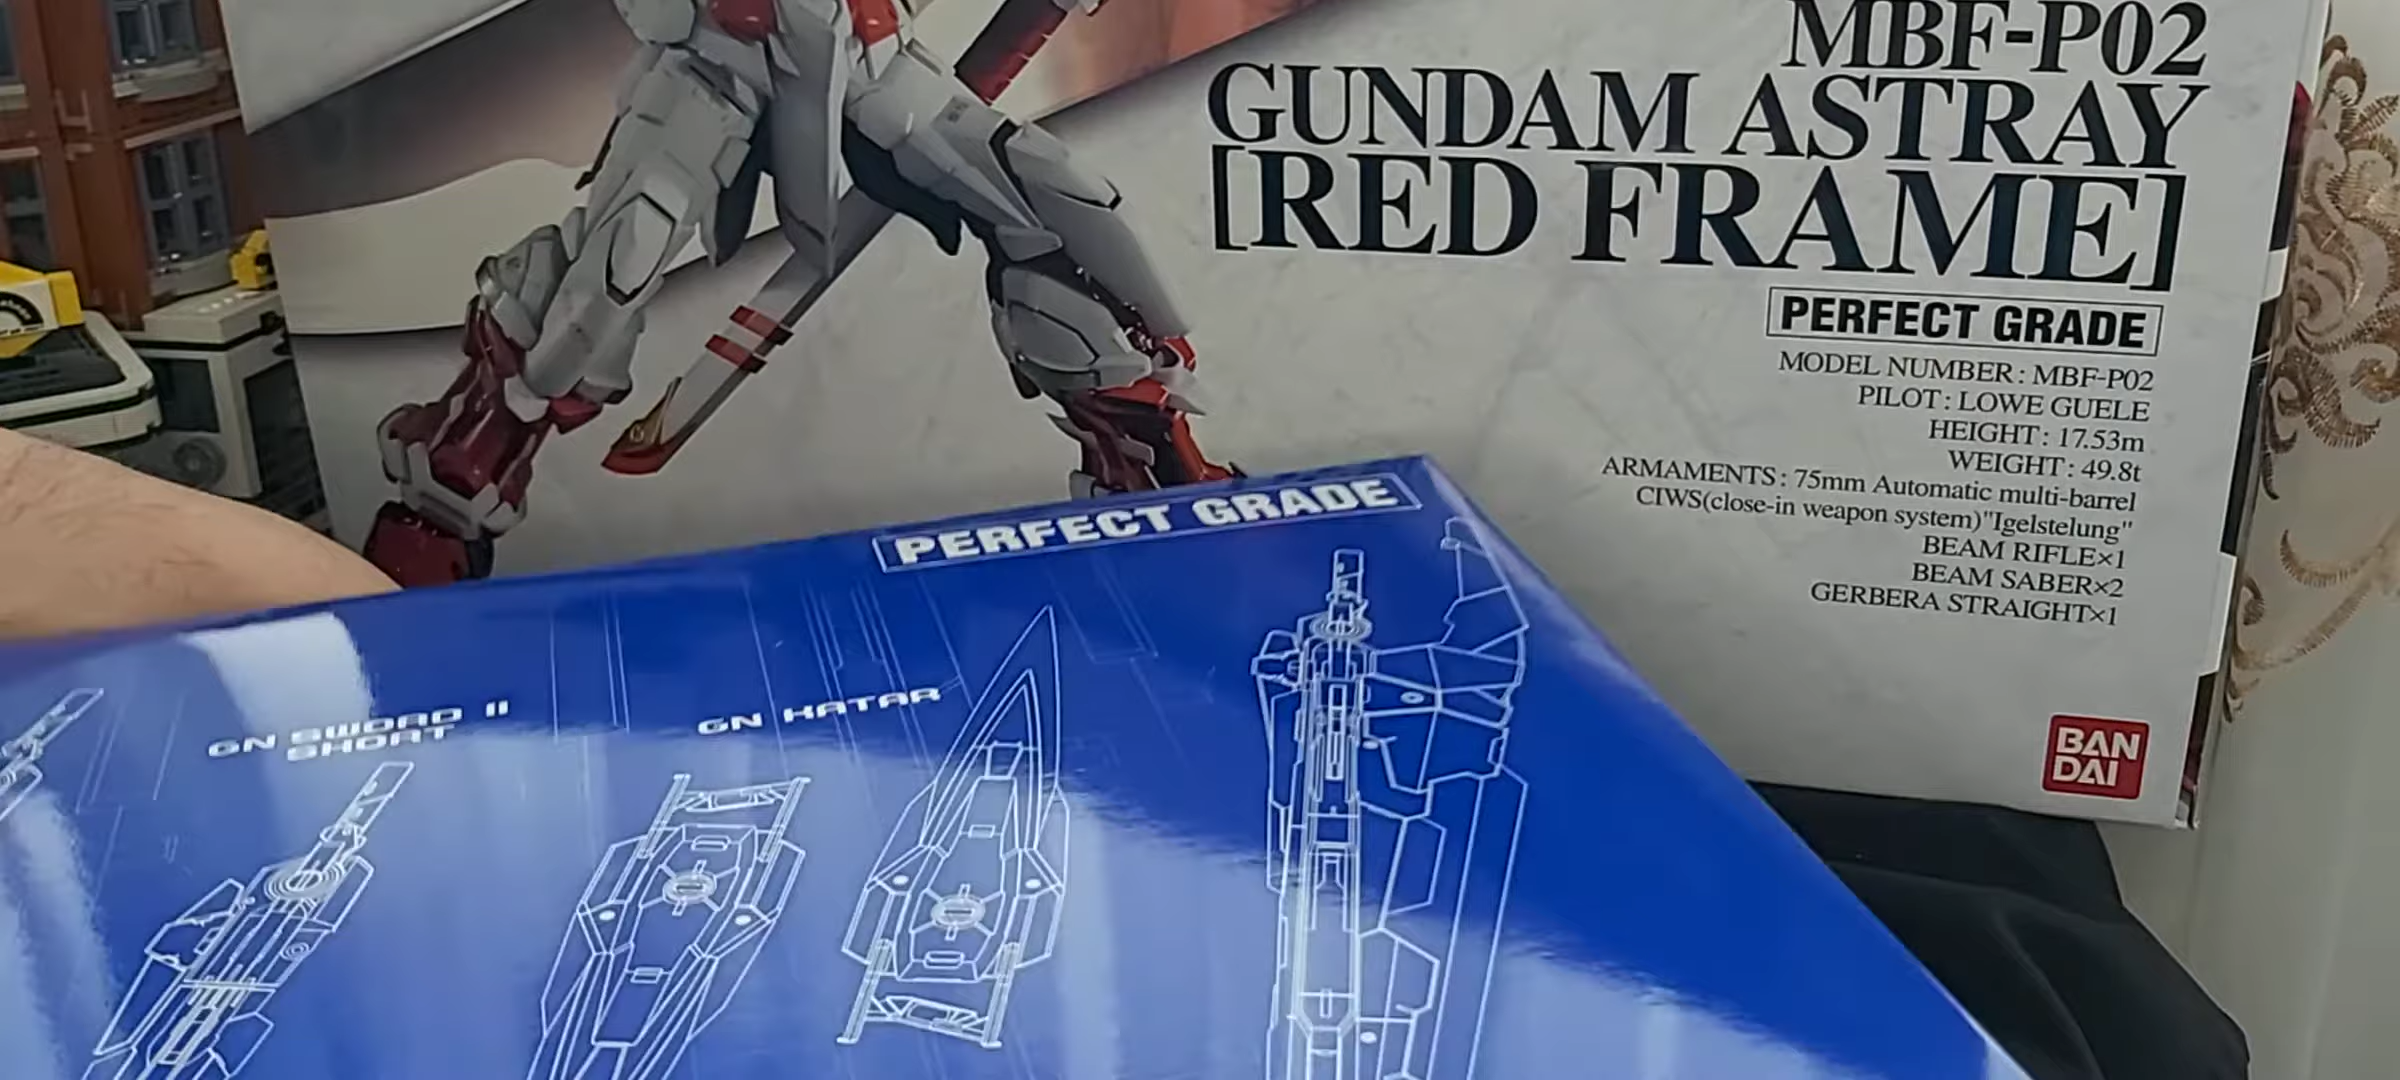 MBF-P02
GUNDAM ASTRAY
[RED FRAME]
PERFECT GRADE
MODEL NUMBER : MBF-P02
PILOT : LOWE GUELE
HEIGHT : 17.53m
WEIGHT : 49.8t
ARMAMENTS : 75mm Automatic multi-barrel
CIWS(close-in weapon system)"Igelstelung"
BEAM RIFLE×1
BEAM SABER×2
GERBERA STRAIGHT×1
BAN
DAI
PERFECT GRADE
GN SWORD II
SHORT
GN KATAR